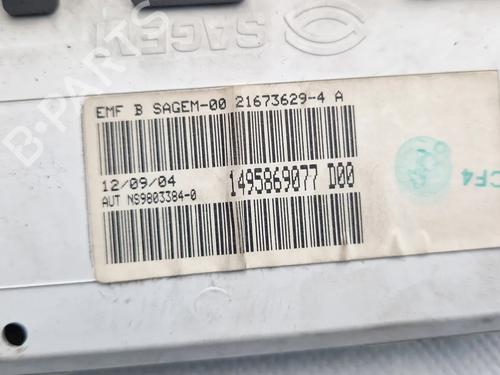 SAGEM
EMF B SAGEM-00 21673629-4 A
12/09/04
1495869077 D00
AUT NS9803384-0
CF4
B-PARTS